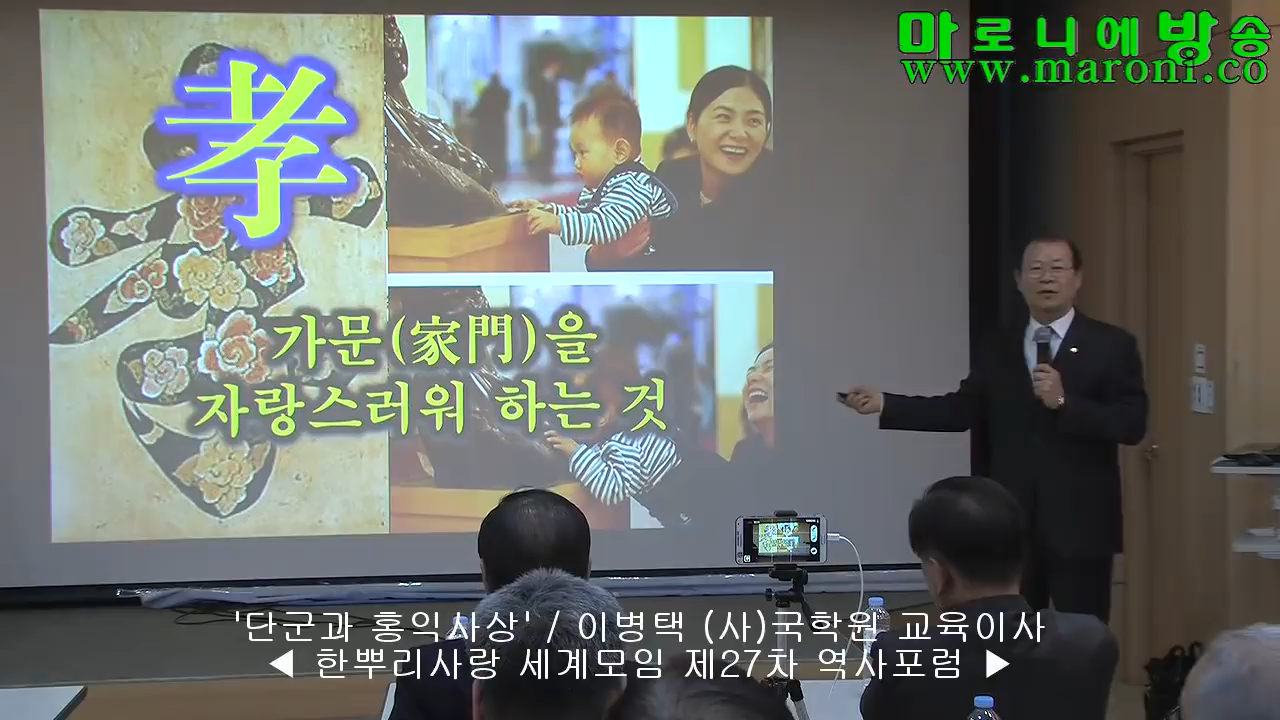 마로니에방송
www.maroni.co
孝
가문(家門)을
자랑스러워 하는 것
'단군과 홍익사상' / 이병택 (사)국학원 교육이사
◀ 한뿌리사랑 세계모임 제27차 역사포럼 ▶